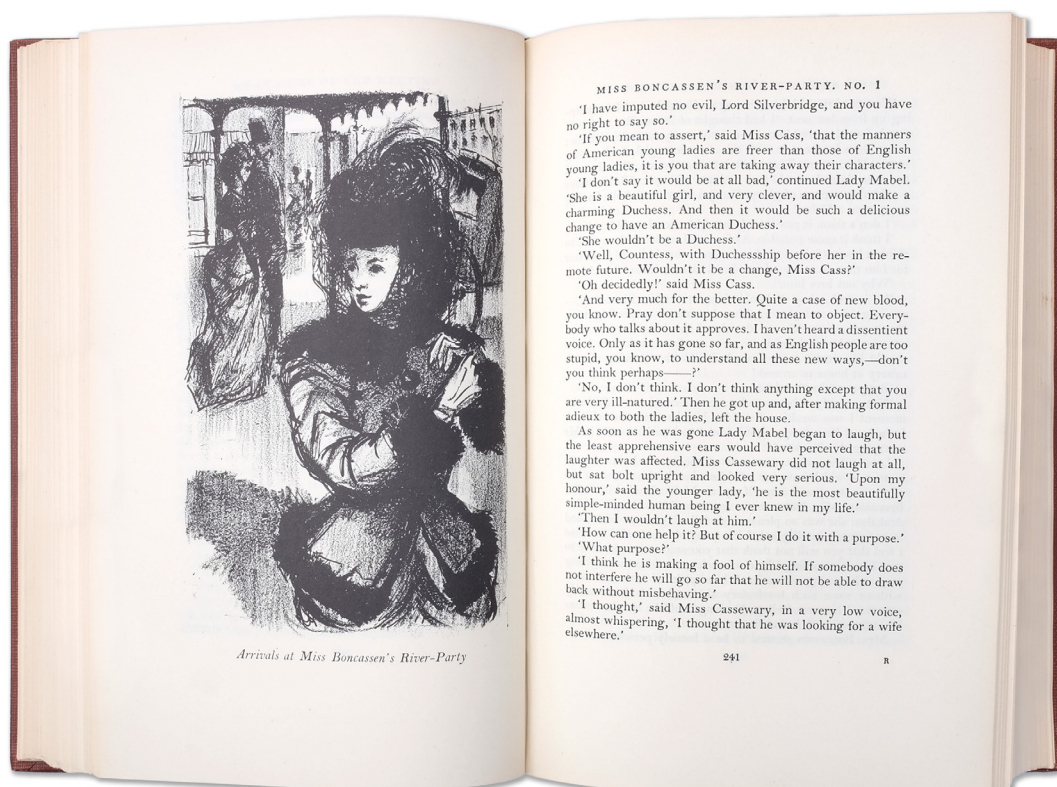 Arrivals at Miss Boncassen's River-Party
MISS BONCASSEN'S RIVER-PARTY. NO. 1
'I have imputed no evil, Lord Silverbridge, and you have
no right to say so.'
'If you mean to assert,' said Miss Cass, 'that the manners
of American young ladies are freer than those of English
young ladies, it is you that are taking away their characters.'
'I don't say it would be at all bad,' continued Lady Mabel.
'She is a beautiful girl, and very clever, and would make a
charming Duchess. And then it would be such a delicious
change to have an American Duchess.'
'She wouldn't be a Duchess.'
'Well, Countess, with Duchessship before her in the re-
mote future. Wouldn't it be a change, Miss Cass?'
'Oh decidedly!' said Miss Cass.
'And very much for the better. Quite a case of new blood,
you know. Pray don't suppose that I mean to object. Every-
body who talks about it approves. I haven't heard a dissentient
voice. Only as it has gone so far, and as English people are too
stupid, you know, to understand all these new ways,—don't
you think perhaps——?'
'No, I don't think. I don't think anything except that you
are very ill-natured.' Then he got up and, after making formal
adieux to both the ladies, left the house.
As soon as he was gone Lady Mabel began to laugh, but
the least apprehensive ears would have perceived that the
laughter was affected. Miss Cassewary did not laugh at all,
but sat bolt upright and looked very serious. 'Upon my
honour,' said the younger lady, 'he is the most beautifully
simple-minded human being I ever knew in my life.'
'Then I wouldn't laugh at him.'
'How can one help it? But of course I do it with a purpose.'
'What purpose?'
'I think he is making a fool of himself. If somebody does
not interfere he will go so far that he will not be able to draw
back without misbehaving.'
'I thought,' said Miss Cassewary, in a very low voice,
almost whispering, 'I thought that he was looking for a wife
elsewhere.'
241
R